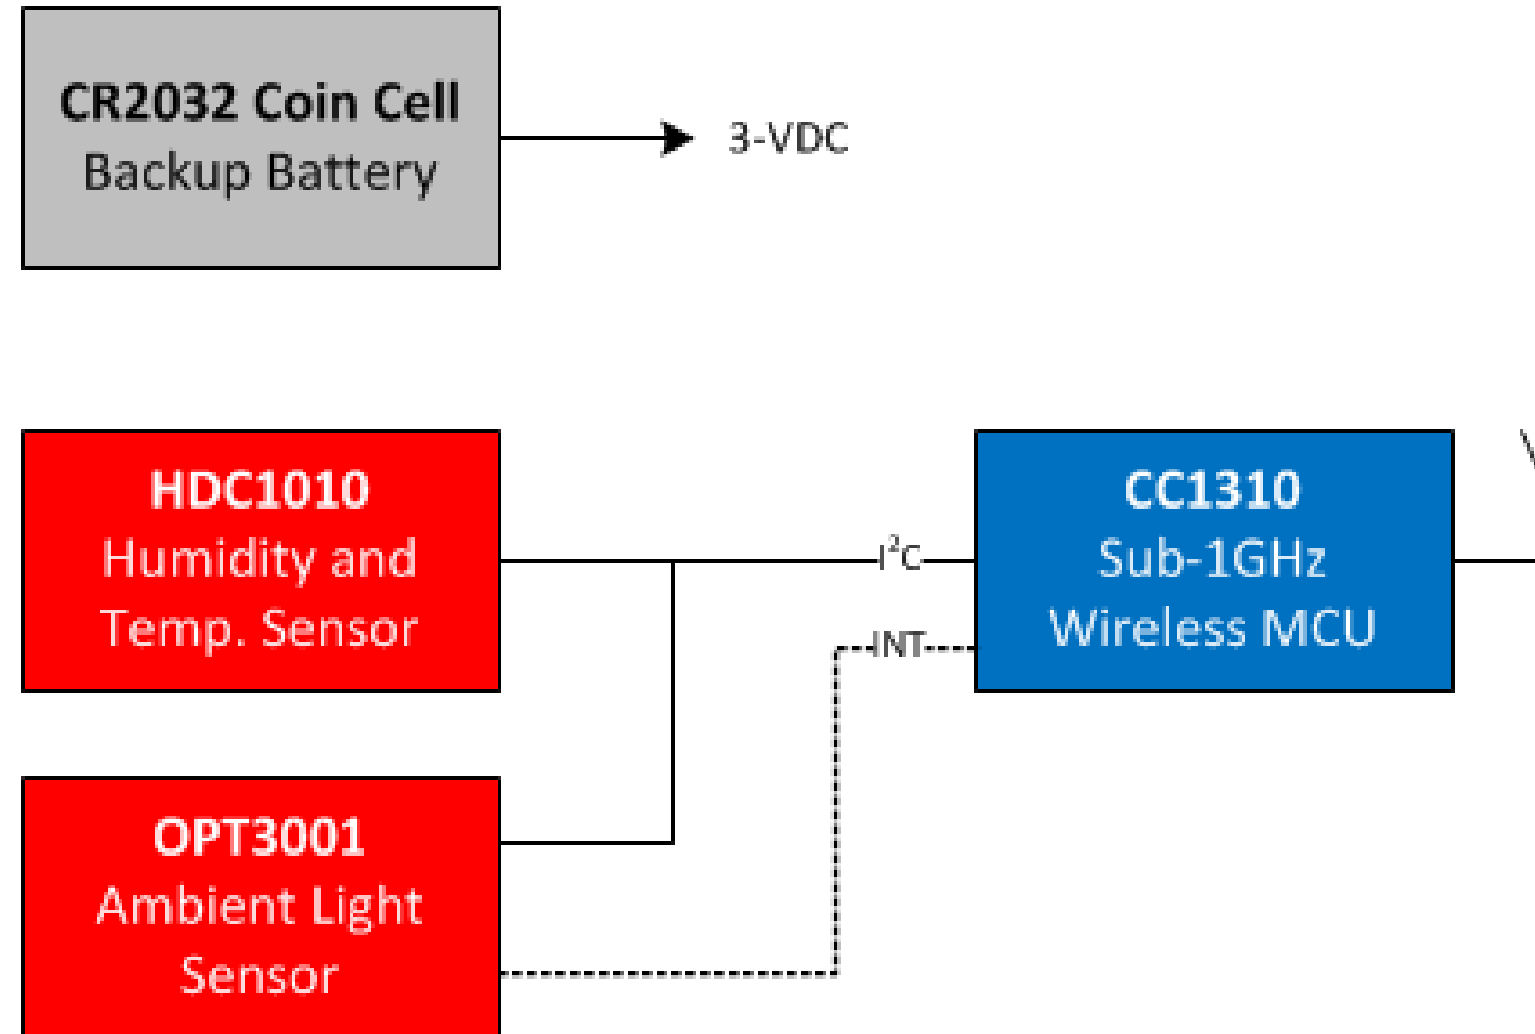 CR2032 Coin Cell
Backup Battery
3-VDC
HDC1010
Humidity and
Temp. Sensor
I²C
INT
CC1310
Sub-1GHz
Wireless MCU
OPT3001
Ambient Light
Sensor